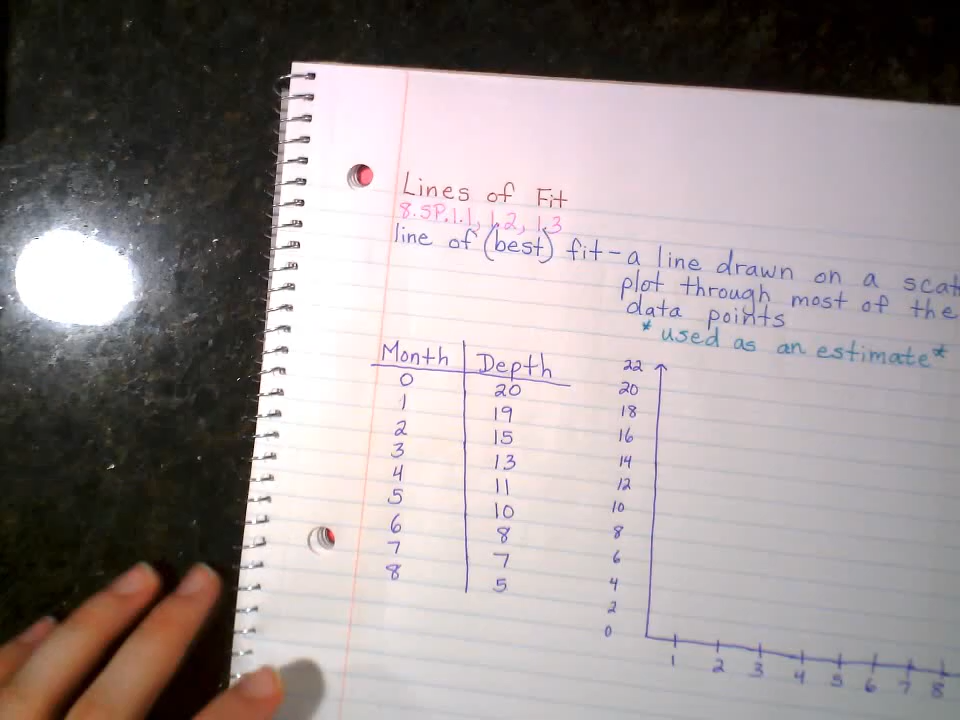 Lines of Fit
8.SP.1.1, 1.2, 1.3
line of (best) fit - a line drawn on a
plot through most of the
data points
*used as an estimate*
Month Depth
0 20
1 19
2 15
3 13
4 11
5 10
6 8
7 7
8 5
22
20
18
16
14
12
10
8
6
4
2
0
1 2 3 4 5 6 7 8